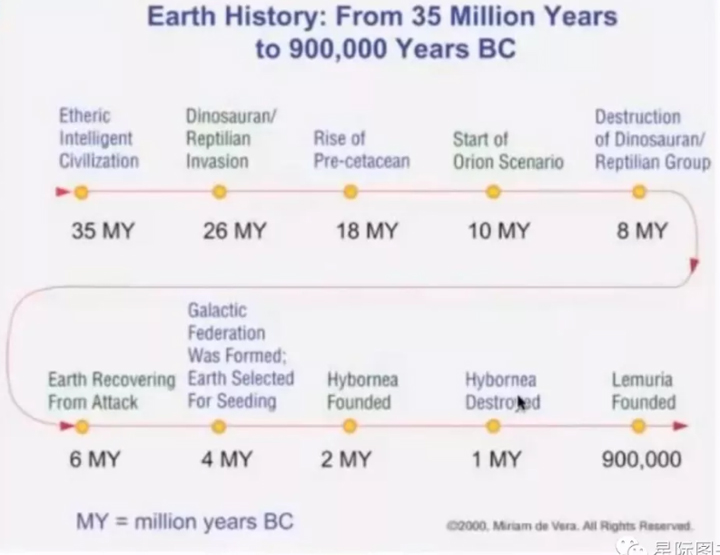 Earth History: From 35 Million Years
to 900,000 Years BC
Etheric
Intelligent
Civilization
Dinosauran/
Reptilian
Invasion
Rise of
Pre-cetacean
Start of
Orion Scenario
Destruction
of Dinosauran/
Reptilian Group
35 MY
26 MY
18 MY
10 MY
8 MY
Earth Recovering
From Attack
Galactic
Federation
Was Formed;
Earth Selected
For Seeding
Hybornea
Founded
Hybornea
Destroyed
Lemuria
Founded
6 MY
4 MY
2 MY
1 MY
900,000
MY = million years BC
©2000, Miriam de Vera. All Rights Reserved.
星际图